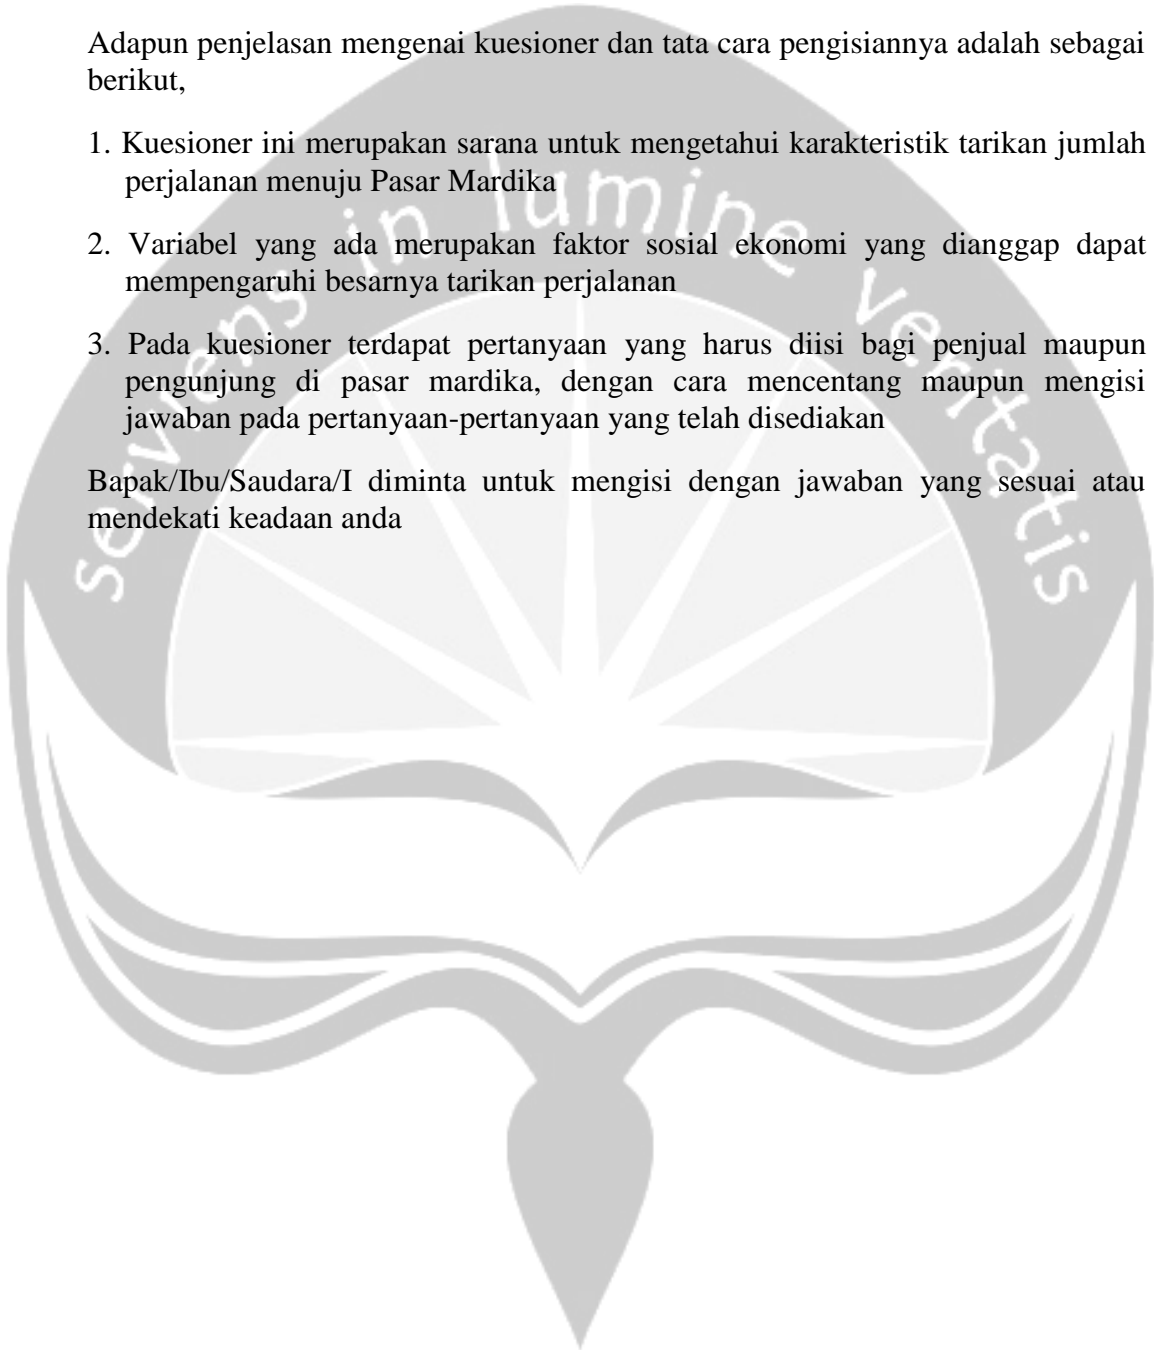 Adapun penjelasan mengenai kuesioner dan tata cara pengisiannya adalah sebagai
berikut,
1. Kuesioner ini merupakan sarana untuk mengetahui karakteristik tarikan jumlah
perjalanan menuju Pasar Mardika
2. Variabel yang ada merupakan faktor sosial ekonomi yang dianggap dapat
mempengaruhi besarnya tarikan perjalanan
3. Pada kuesioner terdapat pertanyaan yang harus diisi bagi penjual maupun
pengunjung di pasar mardika, dengan cara mencentang maupun mengisi
jawaban pada pertanyaan-pertanyaan yang telah disediakan
Bapak/Ibu/Saudara/I diminta untuk mengisi dengan jawaban yang sesuai atau
mendekati keadaan anda
serviens in lumine veritatis